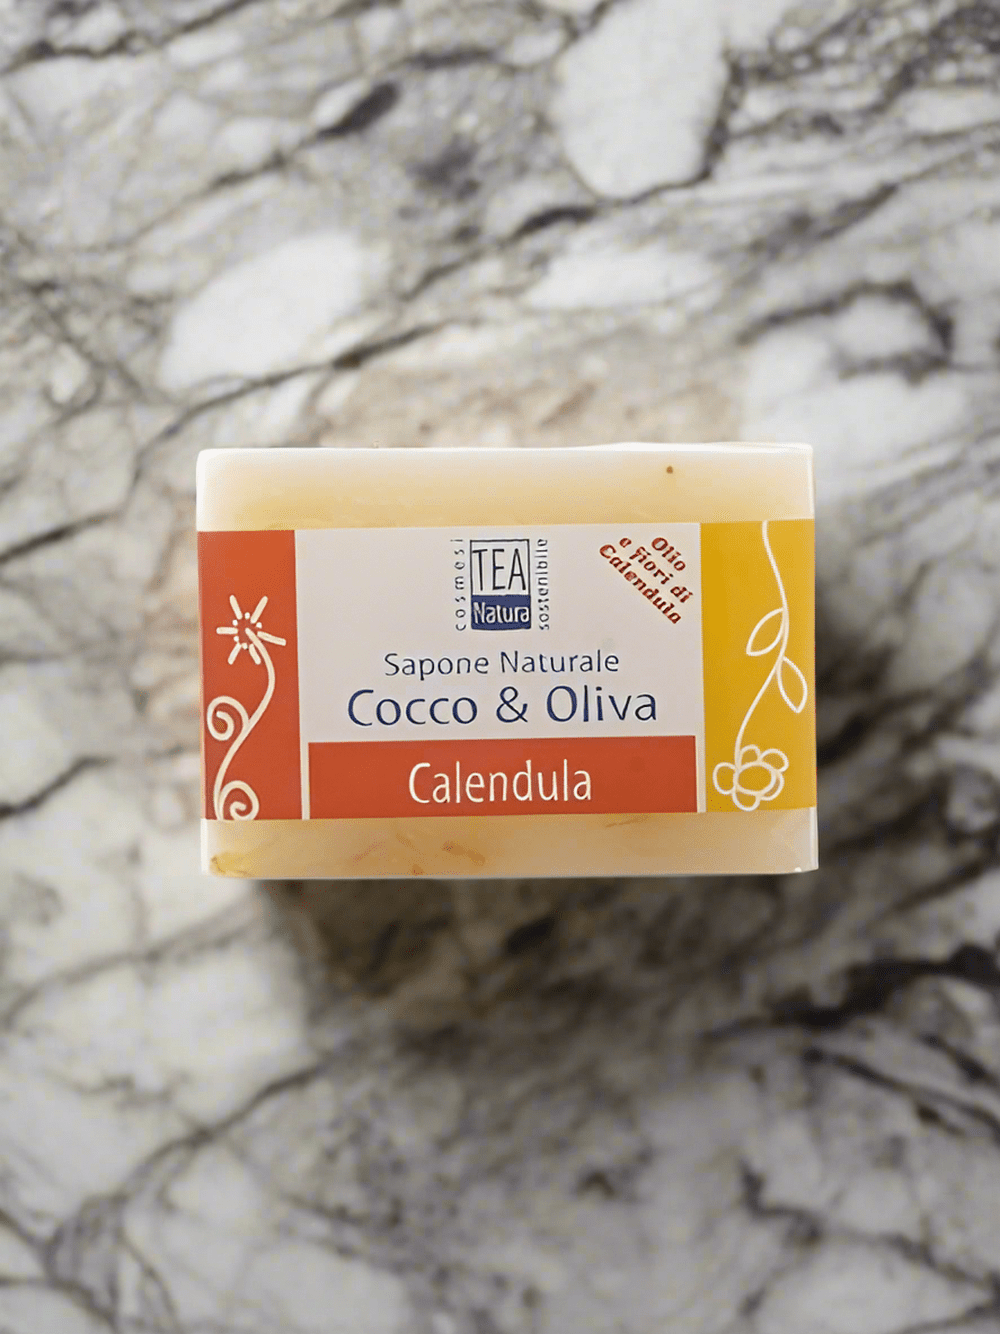 cosmesi
TEA
Natura
sostenibile
Olio
e fiori di
Calendula
Sapone Naturale
Cocco & Oliva
Calendula